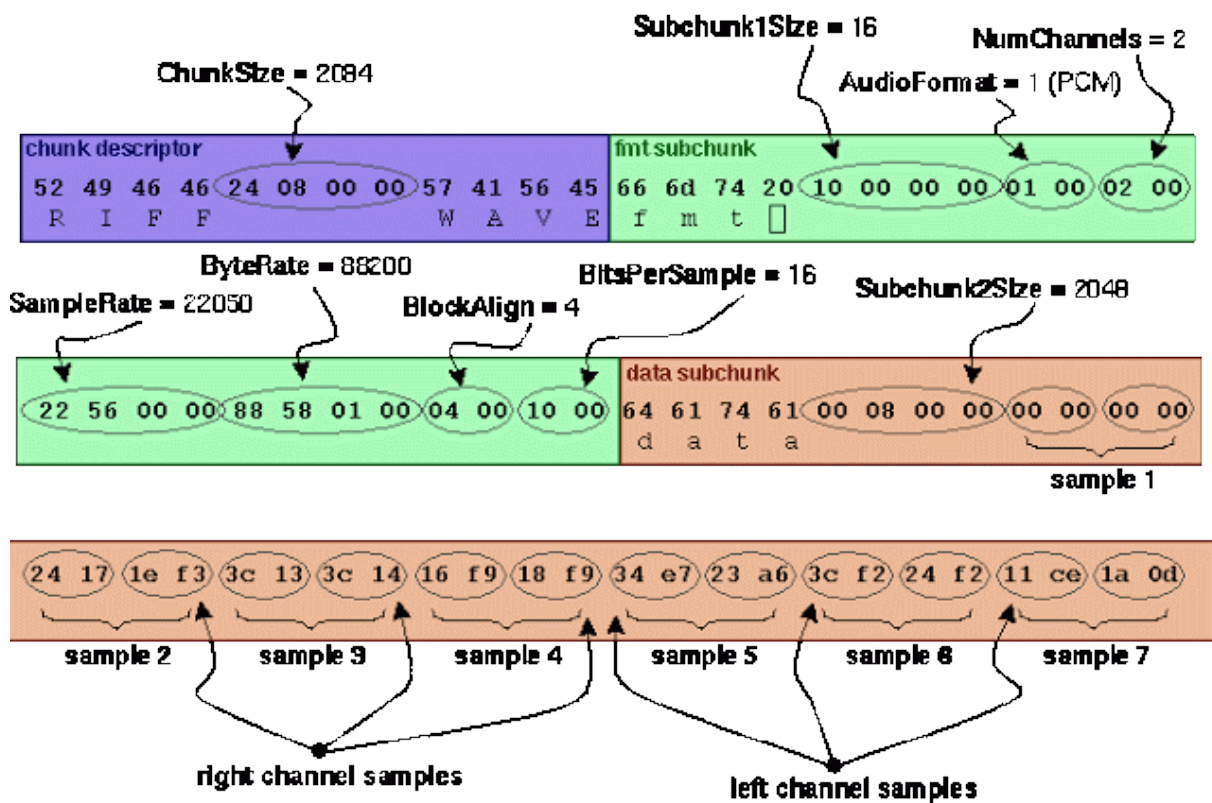 Subchunk1Size = 16
NumChannels = 2
ChunkSize = 2084
AudioFormat = 1 (PCM)
chunk descriptor
fmt subchunk
52 49 46 46 24 08 00 00 57 41 56 45 66 6d 74 20 10 00 00 00 01 00 02 00
R I F F W A V E f m t
ByteRate = 88200
BitsPerSample = 16
SampleRate = 22050
BlockAlign = 4
Subchunk2Size = 2048
data subchunk
22 56 00 00 88 58 01 00 04 00 10 00 64 61 74 61 00 08 00 00 00 00 00 00
d a t a
sample 1
24 17 1e f3 3c 13 3c 14 16 f9 18 f9 34 e7 23 a6 3c f2 24 f2 11 ce 1a 0d
sample 2 sample 3 sample 4 sample 5 sample 6 sample 7
right channel samples
left channel samples